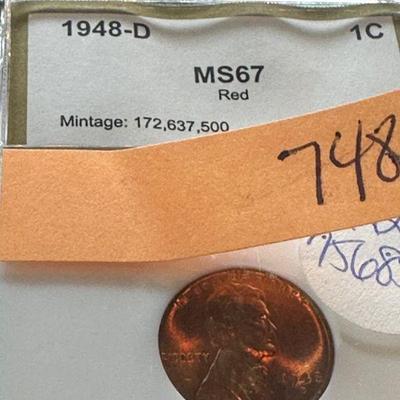 1948-D 1C
MS67
Red
Mintage: 172,637,500
748
LIBERTY